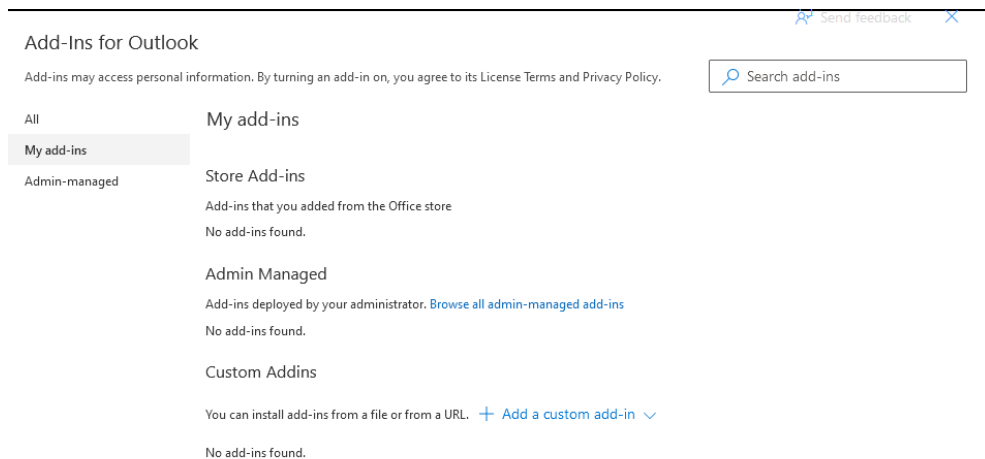 Send feedback
Add-Ins for Outlook
Add-ins may access personal information. By turning an add-in on, you agree to its License Terms and Privacy Policy.
Search add-ins
All
My add-ins
Admin-managed
My add-ins
Store Add-ins
Add-ins that you added from the Office store
No add-ins found.
Admin Managed
Add-ins deployed by your administrator. Browse all admin-managed add-ins
No add-ins found.
Custom Addins
You can install add-ins from a file or from a URL. + Add a custom add-in
No add-ins found.